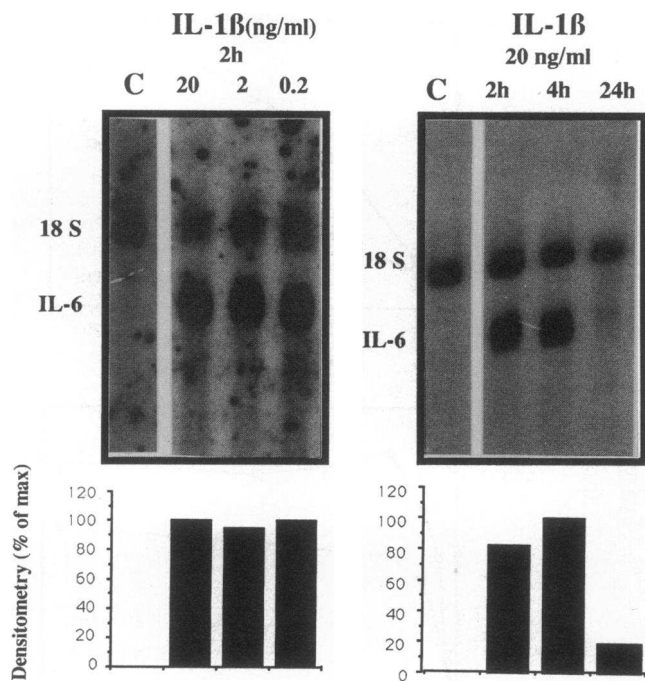 IL-1ß(ng/ml)
2h
C 20 2 0.2
18 S
IL-6
Densitometry (% of max)
120
100
80
60
40
20
0
IL-1ß
20 ng/ml
C 2h 4h 24h
18 S
IL-6
120
100
80
60
40
20
0